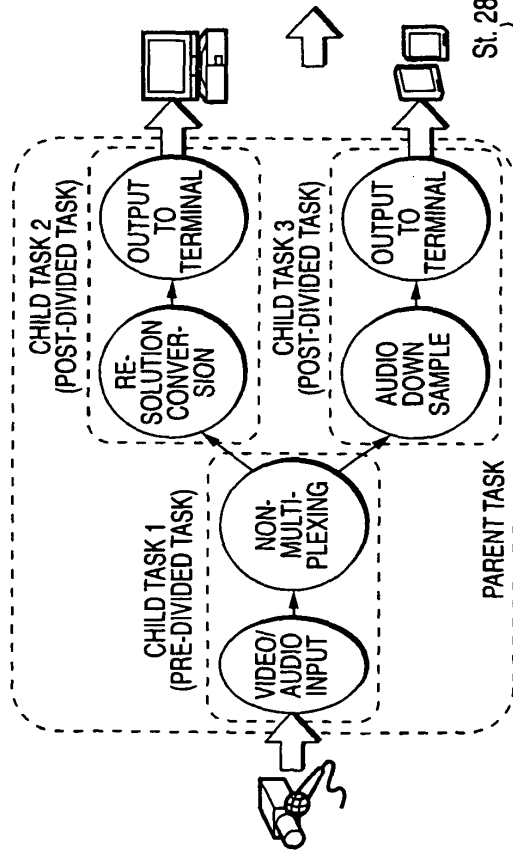 CHILD TASK 1
(PRE-DIVIDED TASK)
VIDEO/
AUDIO
INPUT
NON-
MULTI-
PLEXING
CHILD TASK 2
(POST-DIVIDED TASK)
RE-
SOLUTION
CONVER-
SION
OUTPUT
TO
TERMINAL
CHILD TASK 3
(POST-DIVIDED TASK)
AUDIO
DOWN
SAMPLE
OUTPUT
TO
TERMINAL
PARENT TASK
St. 28